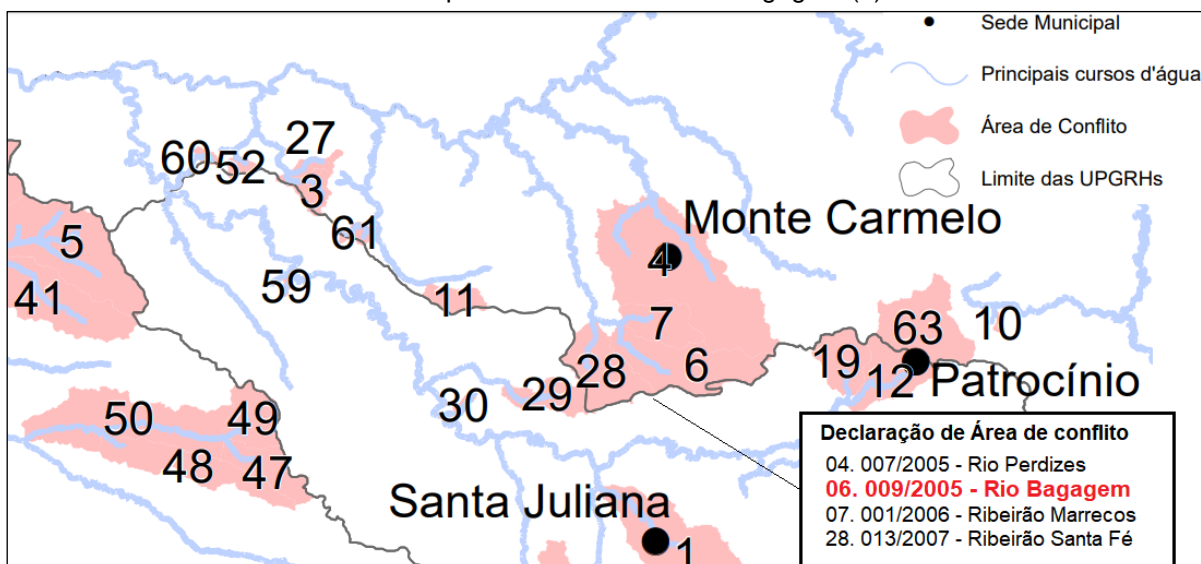 Sede Municipal
Principais cursos d'água
Área de Conflito
Limite das UPGRHs
27
60
52
3
Monte Carmelo
61
5
4
59
41
11
7
63
10
28
6
19
12
Patrocínio
29
30
50
49
48
47
Santa Juliana
1
Declaração de Área de conflito
04. 007/2005 - Rio Perdizes
06. 009/2005 - Rio Bagagem
07. 001/2006 - Ribeirão Marrecos
28. 013/2007 - Ribeirão Santa Fé